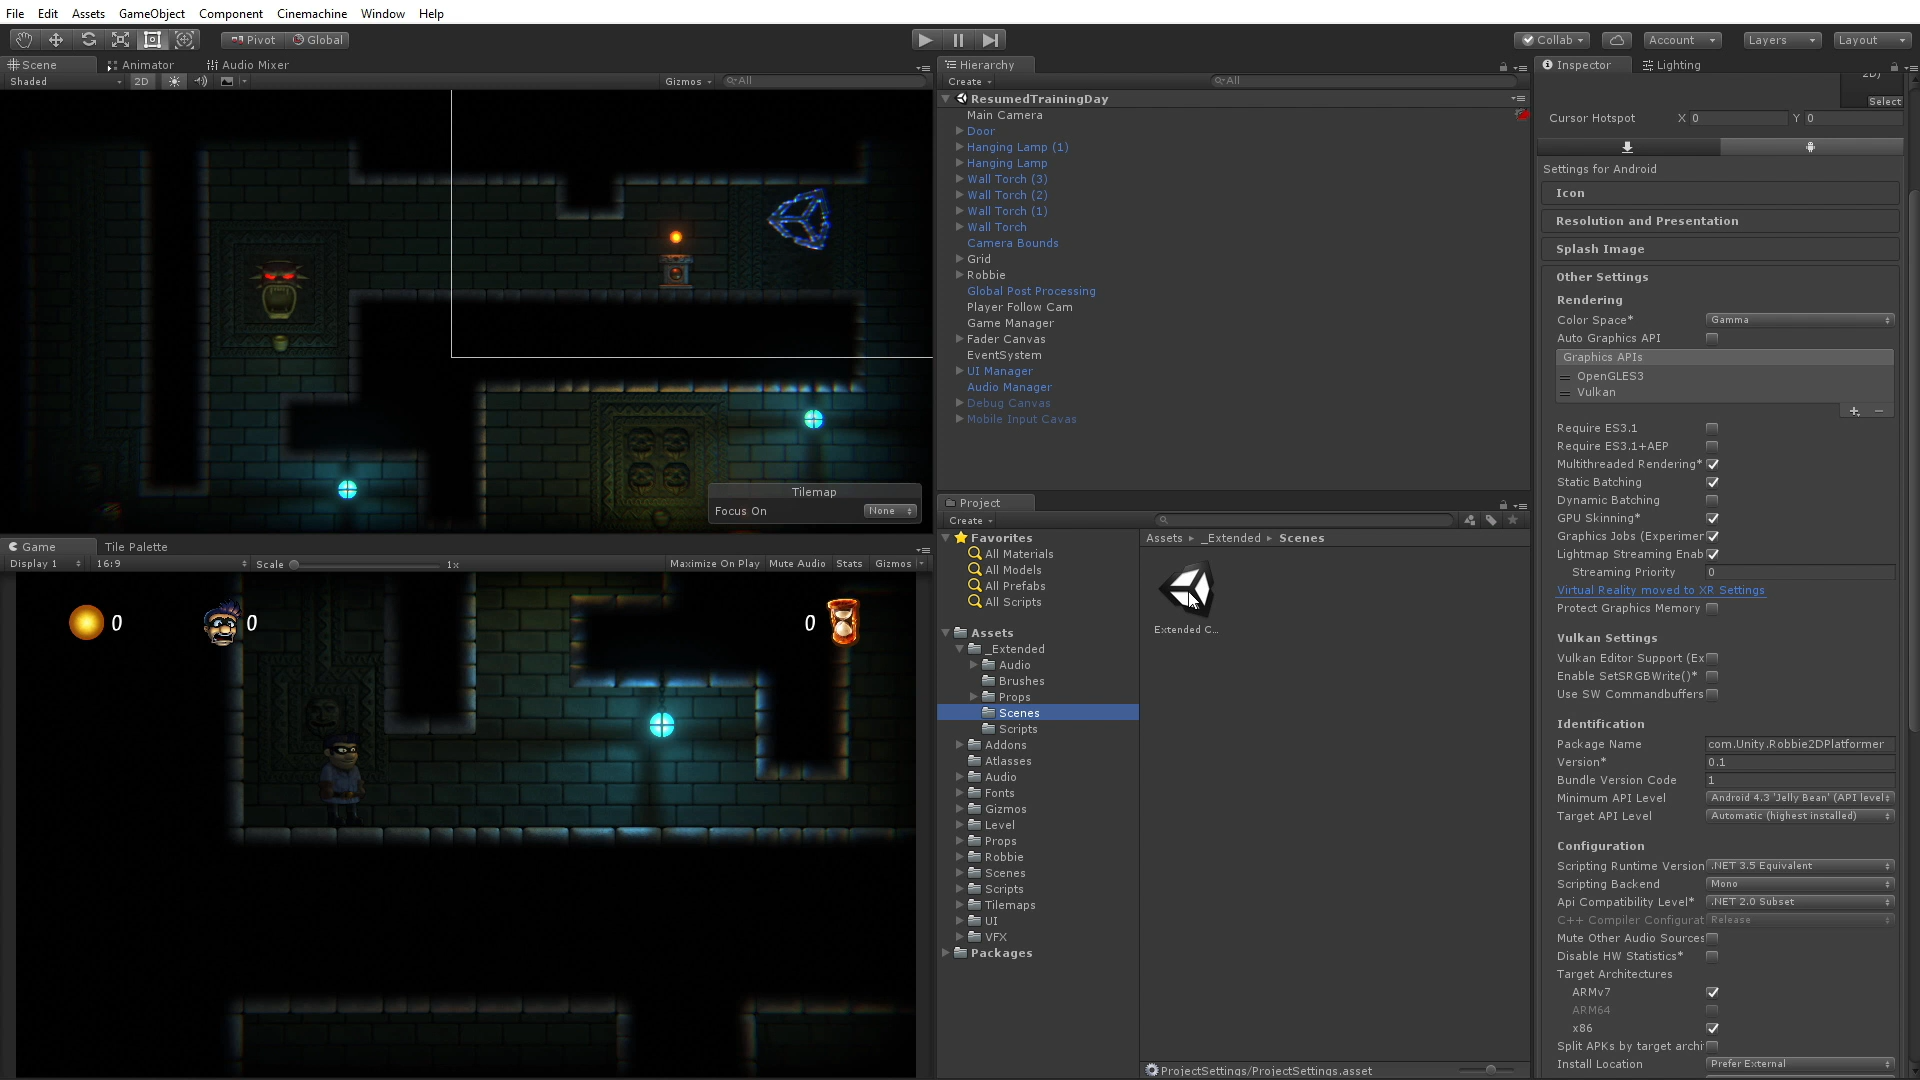 File Edit Assets GameObject Component Cinemachine Window Help
Pivot Global
Collab Account Layers Layout
Scene Animator Audio Mixer
Shaded 2D Gizmos All
Tilemap
Focus On None
Game Tile Palette
Display 1 16:9 Scale 1x Maximize On Play Mute Audio Stats Gizmos
0 0 0
Hierarchy
Create All
ResumedTrainingDay
Main Camera
Door
Hanging Lamp (1)
Hanging Lamp
Wall Torch (3)
Wall Torch (2)
Wall Torch (1)
Wall Torch
Camera Bounds
Grid
Robbie
Global Post Processing
Player Follow Cam
Game Manager
Fader Canvas
EventSystem
UI Manager
Audio Manager
Debug Canvas
Mobile Input Cavas
Project
Create
Favorites
All Materials
All Models
All Prefabs
All Scripts
Assets
_Extended
Audio
Brushes
Props
Scenes
Scripts
Addons
Atlasses
Audio
Fonts
Gizmos
Level
Props
Robbie
Scenes
Scripts
Tilemaps
UI
VFX
Packages
Assets _Extended Scenes
Extended C...
ProjectSettings/ProjectSettings.asset
Inspector Lighting
2D)
Select
Cursor Hotspot X 0 Y 0
Settings for Android
Icon
Resolution and Presentation
Splash Image
Other Settings
Rendering
Color Space* Gamma
Auto Graphics API
Graphics APIs
OpenGLES3
Vulkan
Require ES3.1
Require ES3.1+AEP
Multithreaded Rendering*
Static Batching
Dynamic Batching
GPU Skinning*
Graphics Jobs (Experimer
Lightmap Streaming Enab
Streaming Priority 0
Virtual Reality moved to XR Settings
Protect Graphics Memory
Vulkan Settings
Vulkan Editor Support (Ex
Enable SetSRGBWrite()*
Use SW Commandbuffers
Identification
Package Name com.Unity.Robbie2DPlatformer
Version* 0.1
Bundle Version Code 1
Minimum API Level Android 4.3 'Jelly Bean' (API level
Target API Level Automatic (highest installed)
Configuration
Scripting Runtime Version .NET 3.5 Equivalent
Scripting Backend Mono
Api Compatibility Level* .NET 2.0 Subset
C++ Compiler Configurat Release
Mute Other Audio Sources
Disable HW Statistics*
Target Architectures
ARMv7
ARM64
x86
Split APKs by target archi
Install Location Prefer External